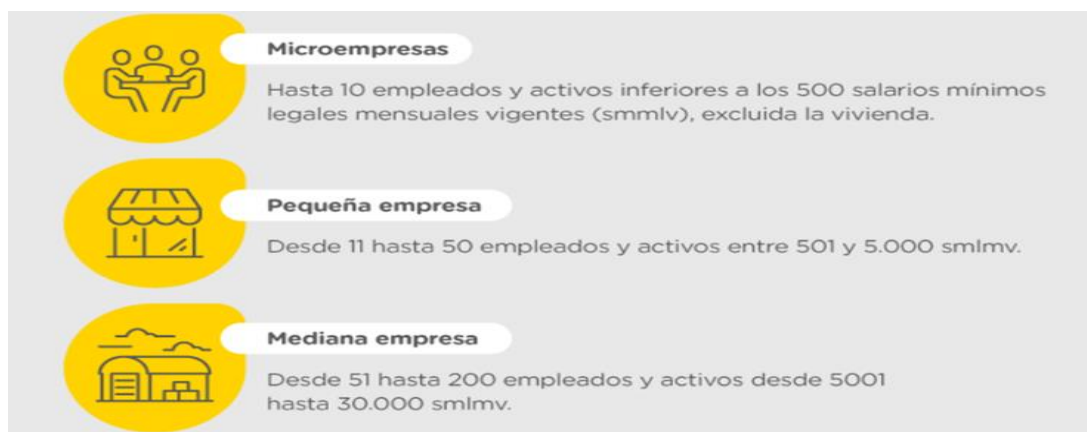 Microempresas
Hasta 10 empleados y activos inferiores a los 500 salarios mínimos
legales mensuales vigentes (smmlv), excluida la vivienda.
Pequeña empresa
Desde 11 hasta 50 empleados y activos entre 501 y 5.000 smlmv.
Mediana empresa
Desde 51 hasta 200 empleados y activos desde 5001
hasta 30.000 smlmv.